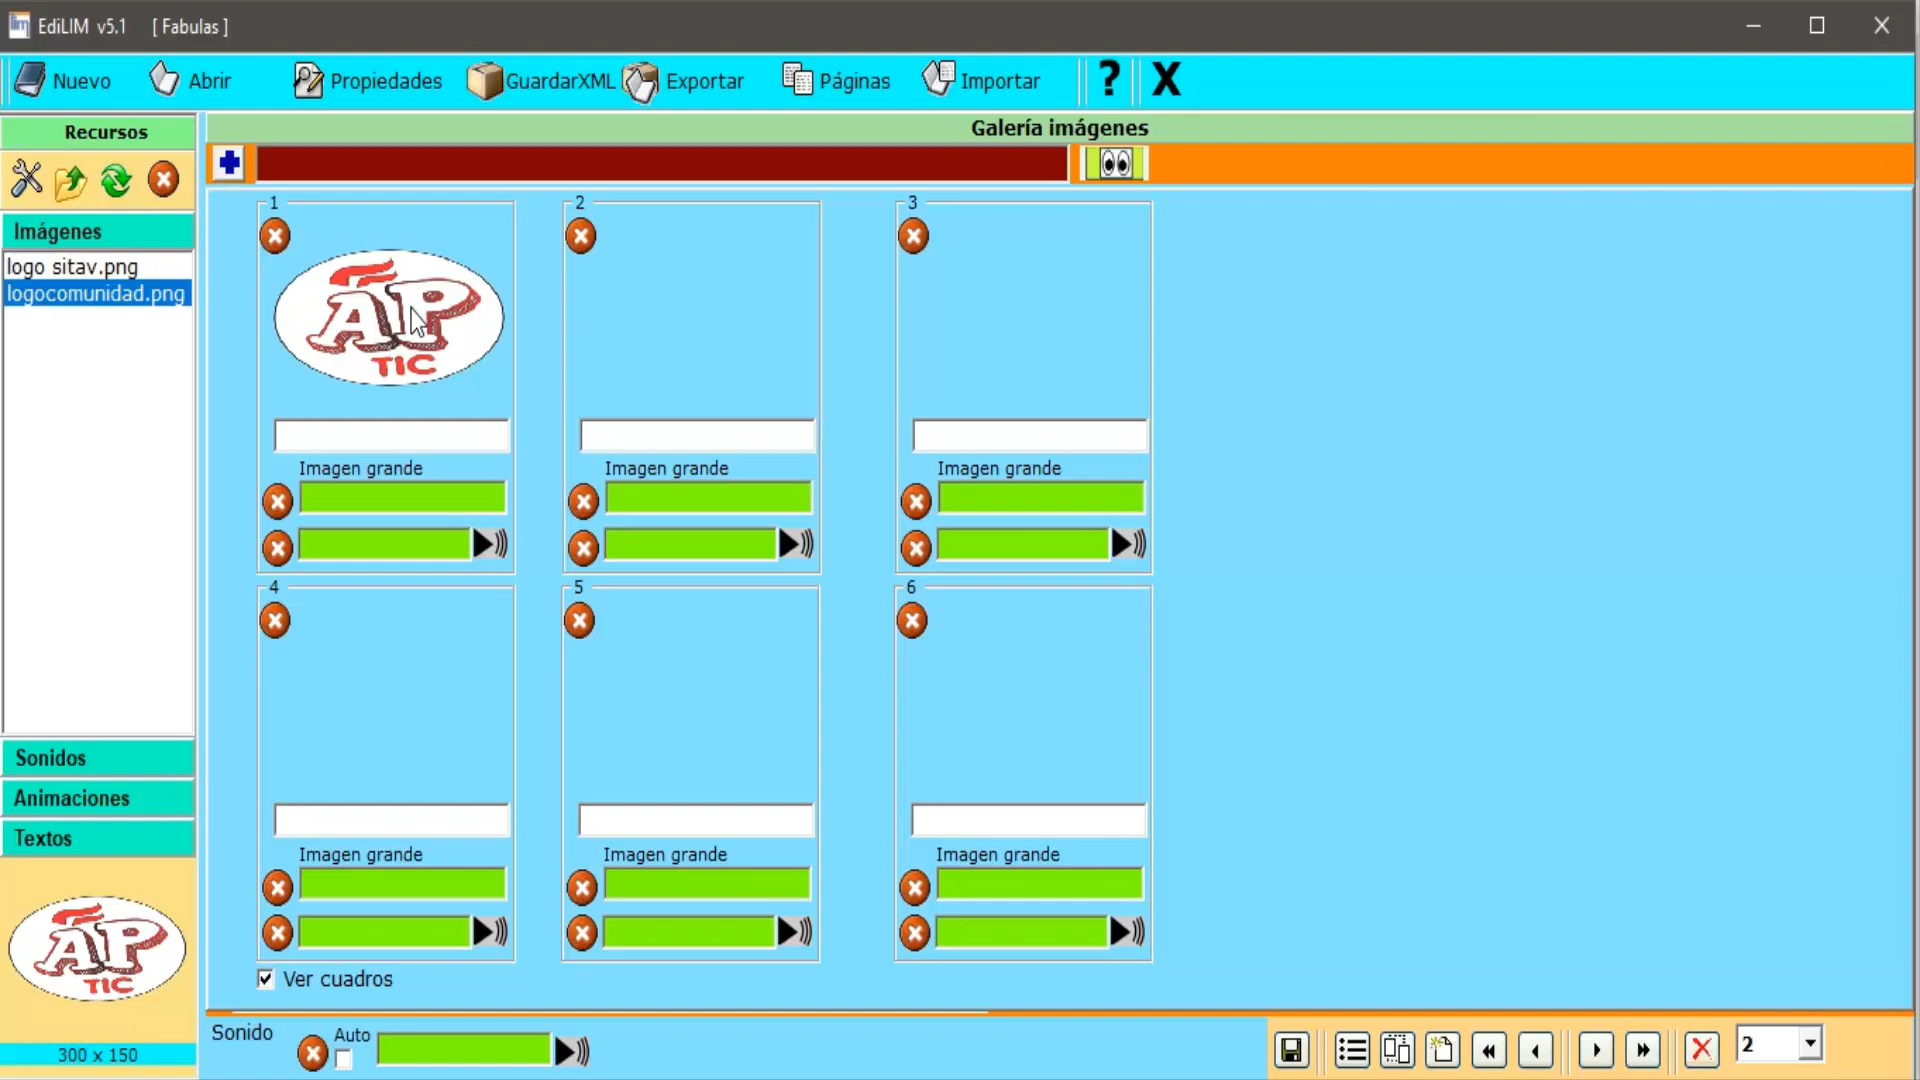 EdiLIM v5.1 [ Fabulas ]
Nuevo Abrir Propiedades GuardarXML Exportar Páginas Importar ? X
Recursos
Galería imágenes
Imágenes
logo sitav.png
logocomunidad.png
1 2 3
AP
TIC
Imagen grande Imagen grande Imagen grande
4 5 6
Imagen grande Imagen grande Imagen grande
Ver cuadros
Sonidos
Animaciones
Textos
AP
TIC
300 x 150
Sonido Auto
2